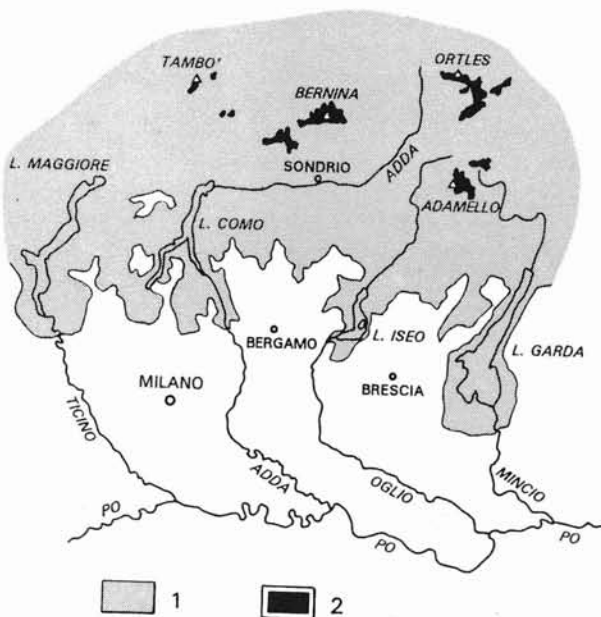 TAMBO'
ORTLES
BERNINA
L. MAGGIORE
SONDRIO
ADDA
ADAMELLO
L. COMO
BERGAMO
L. ISEO
L. GARDA
MILANO
BRESCIA
TICINO
ADDA
OGLIO
MINCIO
PO
PO
PO
1
2